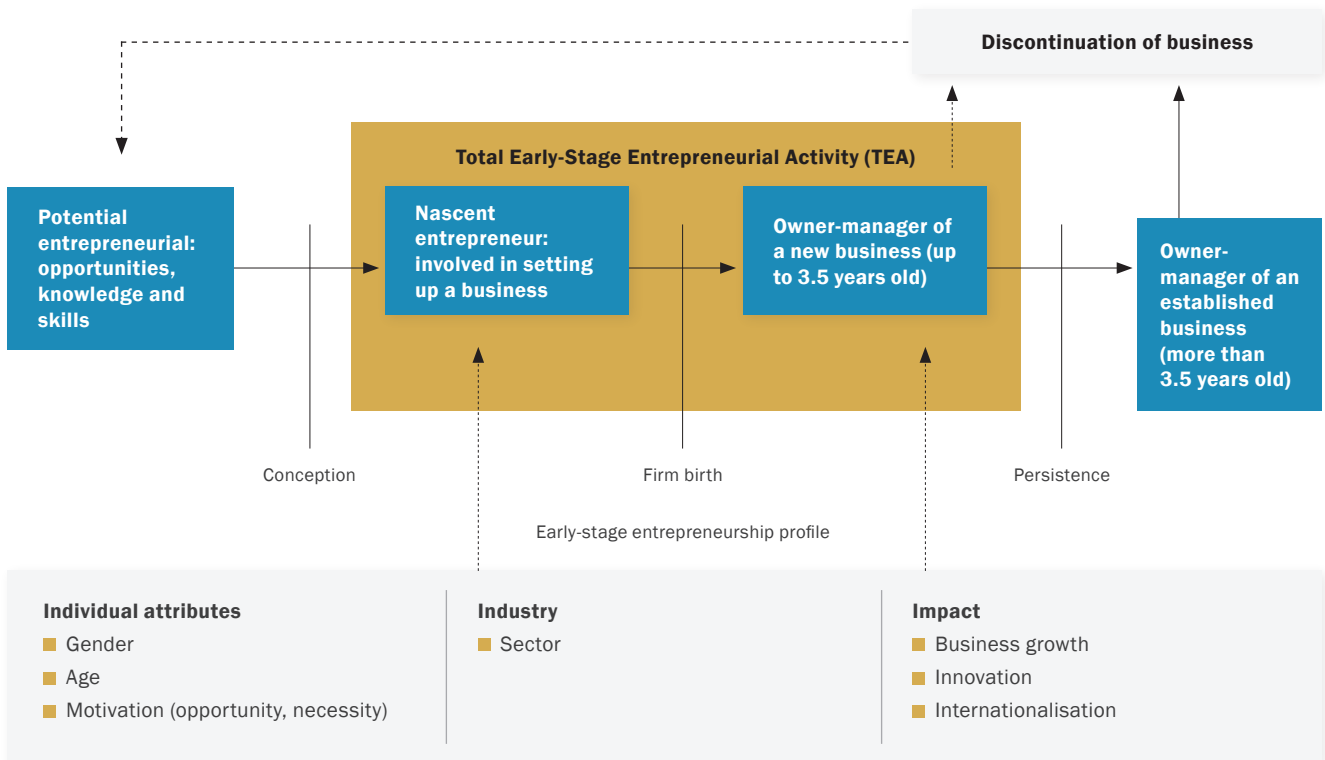 Discontinuation of business
Total Early-Stage Entrepreneurial Activity (TEA)
Potential
entrepreneurial:
opportunities,
knowledge and
skills
Nascent
entrepreneur:
involved in setting
up a business
Owner-manager of
a new business (up
to 3.5 years old)
Owner-
manager of an
established
business
(more than
3.5 years old)
Conception
Firm birth
Persistence
Early-stage entrepreneurship profile
Individual attributes
Gender
Age
Motivation (opportunity, necessity)
Industry
Sector
Impact
Business growth
Innovation
Internationalisation